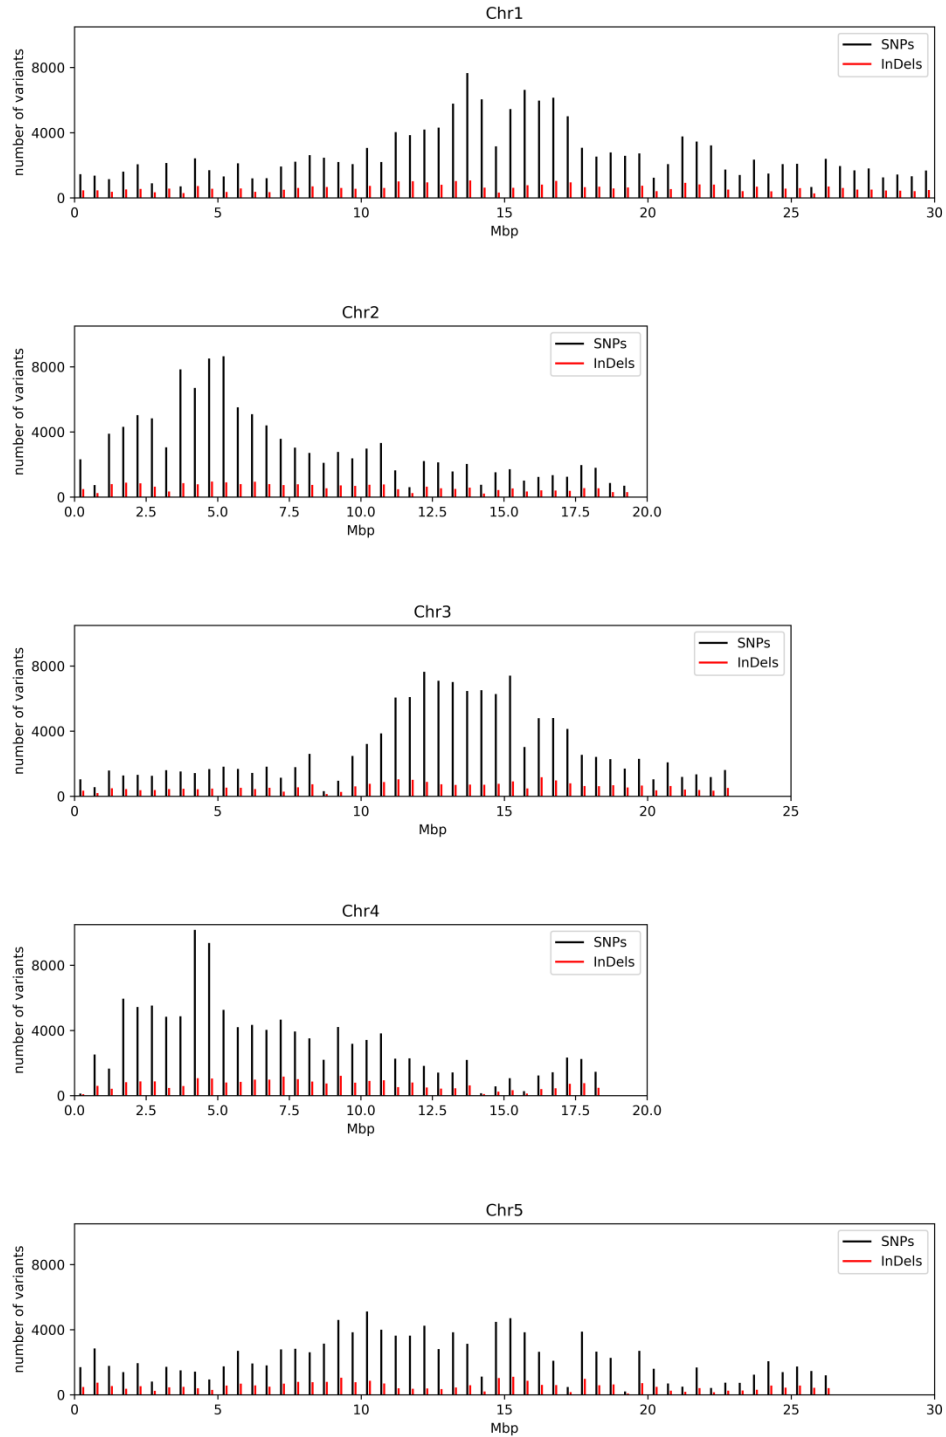 Chr1
number of variants
8000
4000
0
SNPs
InDels
0 5 10 15 20 25 30
Mbp
Chr2
number of variants
8000
4000
0
SNPs
InDels
0.0 2.5 5.0 7.5 10.0 12.5 15.0 17.5 20.0
Mbp
Chr3
number of variants
8000
4000
0
SNPs
InDels
0 5 10 15 20 25
Mbp
Chr4
number of variants
8000
4000
0
SNPs
InDels
0.0 2.5 5.0 7.5 10.0 12.5 15.0 17.5 20.0
Mbp
Chr5
number of variants
8000
4000
0
SNPs
InDels
0 5 10 15 20 25 30
Mbp